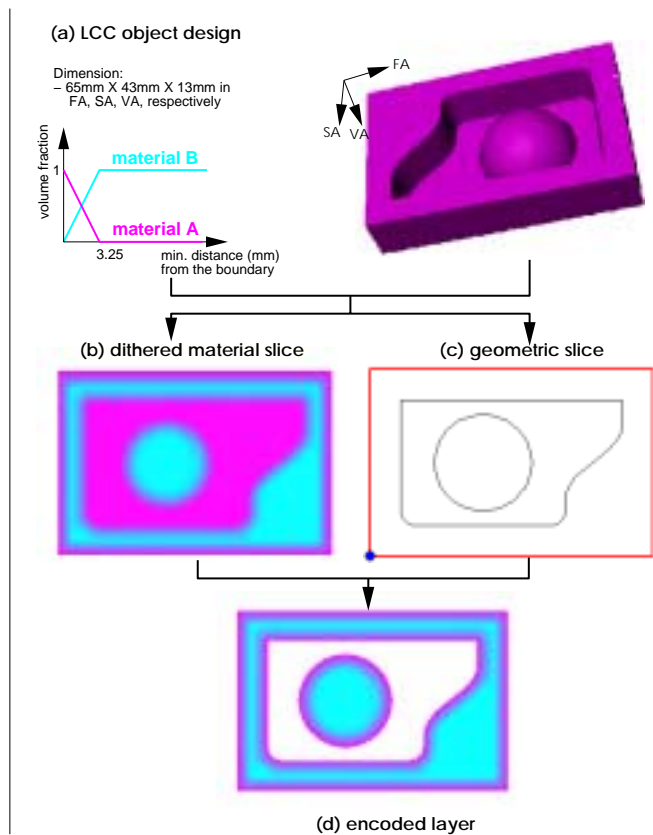 (a) LCC object design
Dimension:
– 65mm X 43mm X 13mm in
FA, SA, VA, respectively
FA
SA
VA
volume fraction
1
material B
material A
3.25
min. distance (mm)
from the boundary
(b) dithered material slice
(c) geometric slice
(d) encoded layer